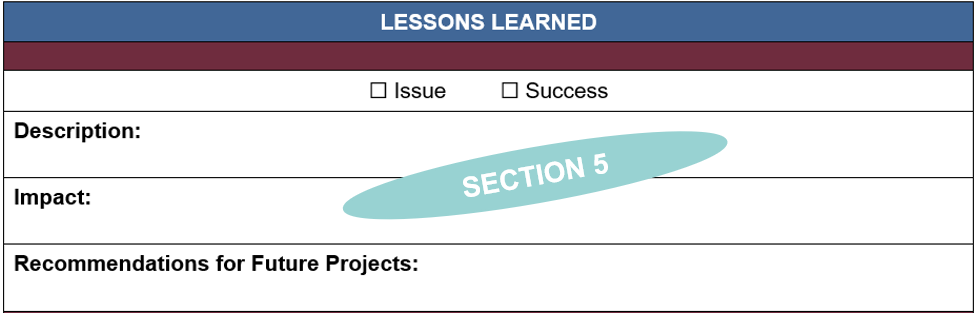 LESSONS LEARNED
☐ Issue ☐ Success
Description:
SECTION 5
Impact:
Recommendations for Future Projects: